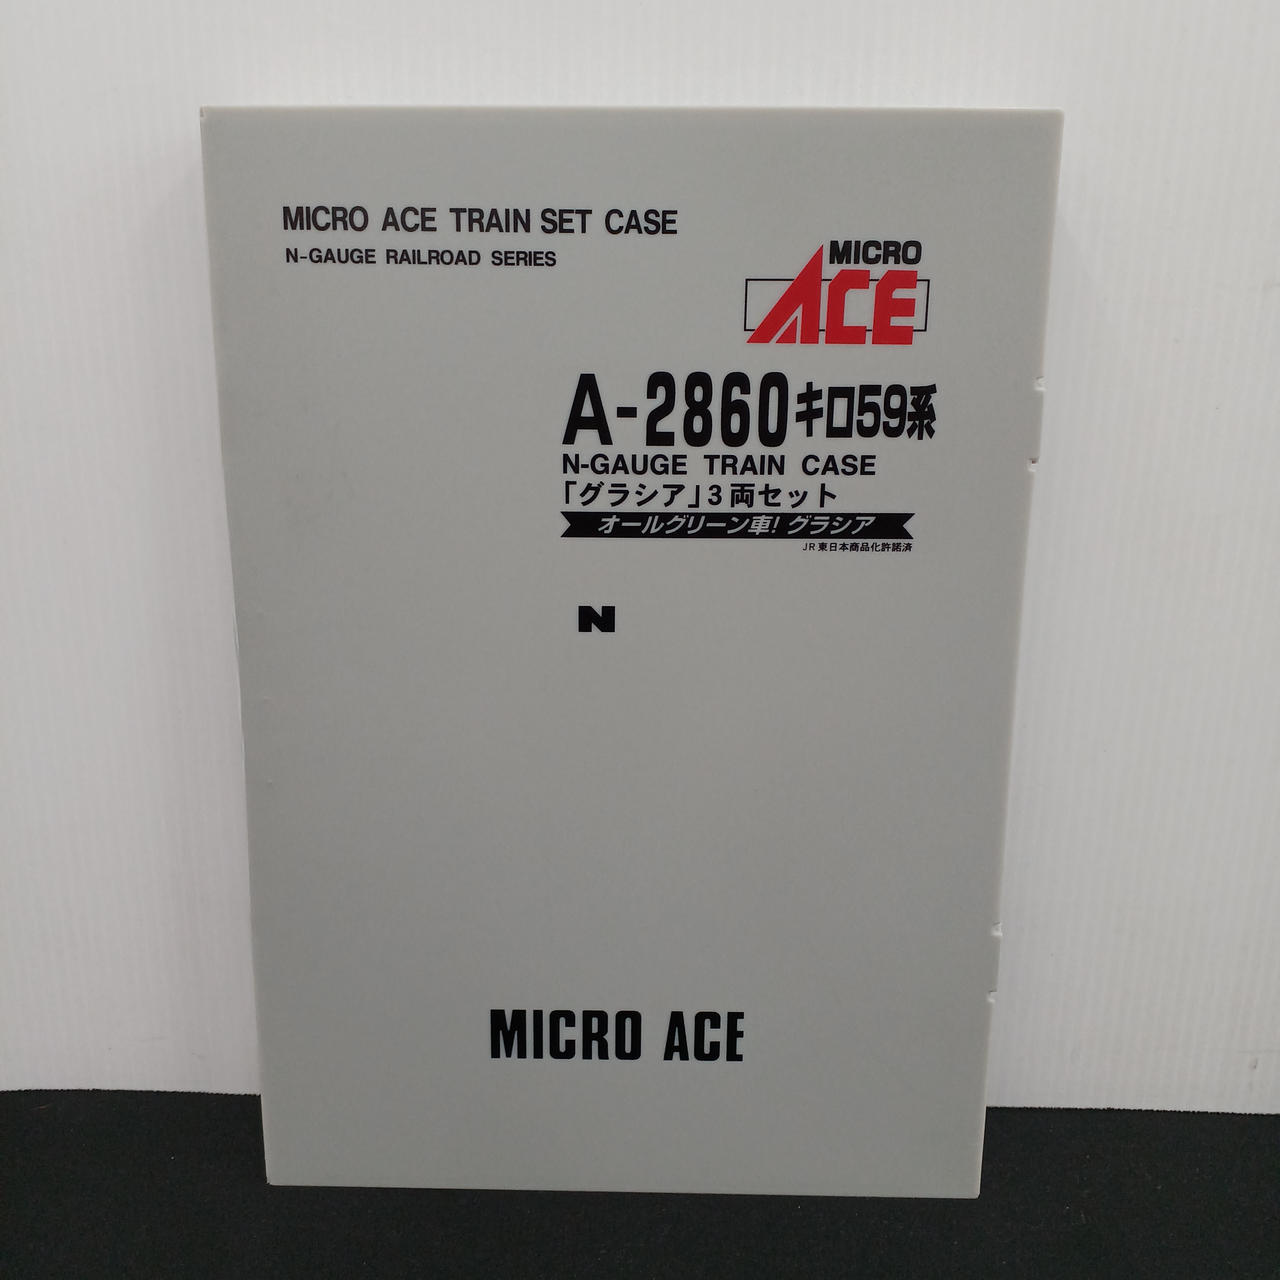 MICRO ACE TRAIN SET CASE
N-GAUGE RAILROAD SERIES
MICRO
ACE
A-2860キロ59系
N-GAUGE TRAIN CASE
「グラシア」3両セット
オールグリーン車! グラシア
JR東日本商品化許諾済
N
MICRO ACE